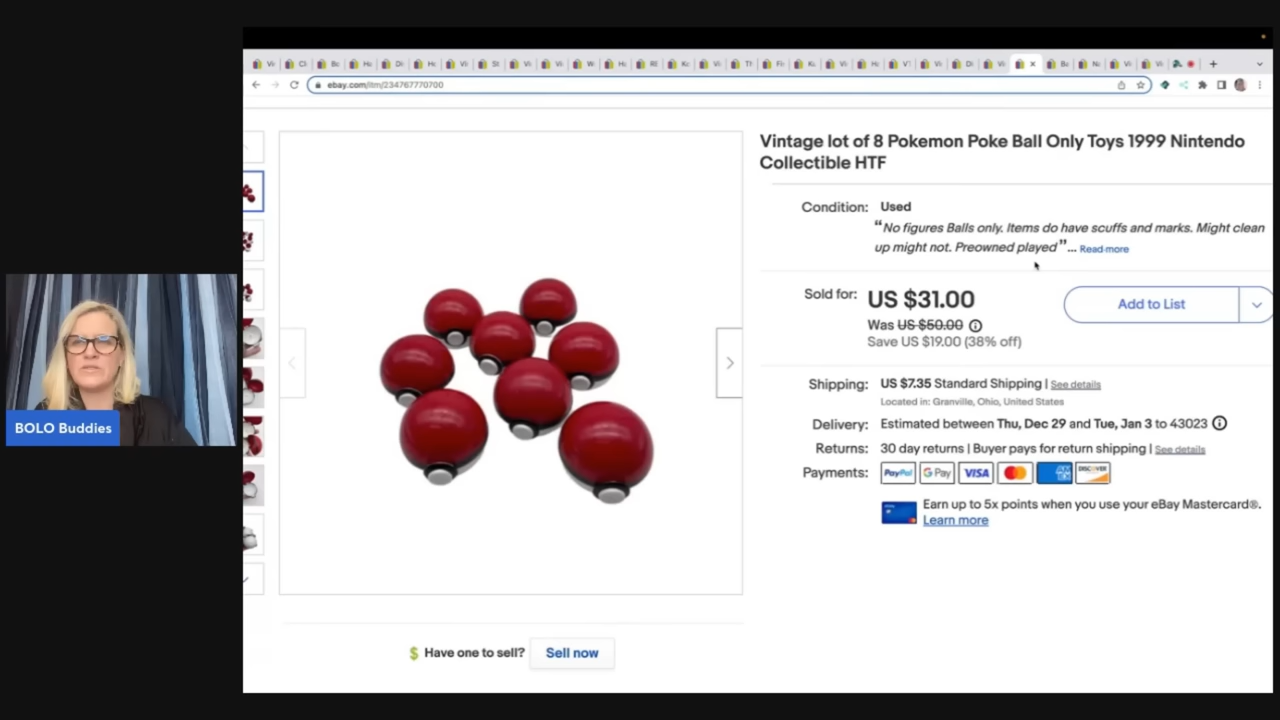 ebay.com/itm/234767770700
Vintage lot of 8 Pokemon Poke Ball Only Toys 1999 Nintendo
Collectible HTF
Condition: Used
"No figures Balls only. Items do have scuffs and marks. Might clean
up might not. Preowned played" ... Read more
Sold for: US $31.00
Add to List
Was US $50.00
Save US $19.00 (38% off)
Shipping: US $7.35 Standard Shipping | See details
Located in: Granville, Ohio, United States
Delivery: Estimated between Thu, Dec 29 and Tue, Jan 3 to 43023
Returns: 30 day returns | Buyer pays for return shipping | See details
Payments: PayPal G Pay VISA DISCOVER
Earn up to 5x points when you use your eBay Mastercard®.
Learn more
$ Have one to sell? Sell now
BOLO Buddies